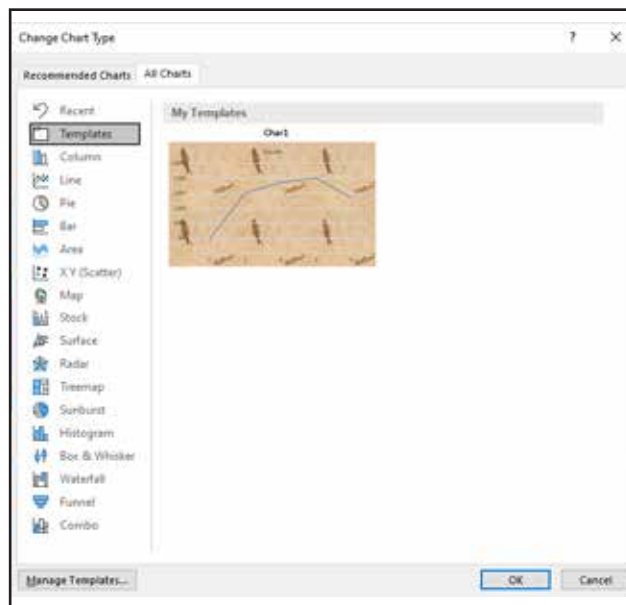 Change Chart Type
? ×
Recommended Charts All Charts
Recent
Templates
Column
Line
Pie
Bar
Area
X Y (Scatter)
Map
Stock
Surface
Radar
Treemap
Sunburst
Histogram
Box & Whisker
Waterfall
Funnel
Combo
My Templates
Chart1
Manage Templates...
OK
Cancel